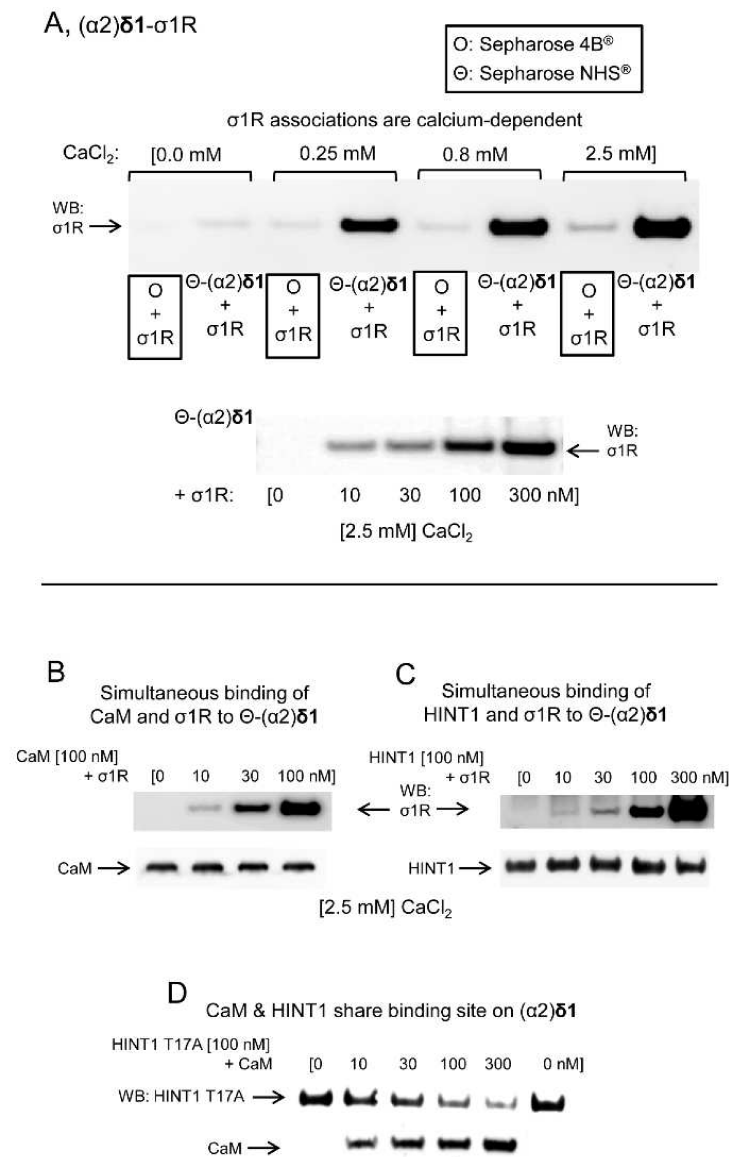 A, (α2)δ1-σ1R
O: Sepharose 4B®
Θ: Sepharose NHS®
σ1R associations are calcium-dependent
CaCl₂: [0.0 mM 0.25 mM 0.8 mM 2.5 mM]
WB:
σ1R
O Θ-(α2)δ1 O Θ-(α2)δ1 O Θ-(α2)δ1 O Θ-(α2)δ1
+ + + + + + + +
σ1R σ1R σ1R σ1R σ1R σ1R σ1R σ1R
Θ-(α2)δ1
WB:
σ1R
+ σ1R: [0 10 30 100 300 nM]
[2.5 mM] CaCl₂
B
Simultaneous binding of
CaM and σ1R to Θ-(α2)δ1
CaM [100 nM]
+ σ1R [0 10 30 100 nM]
C
Simultaneous binding of
HINT1 and σ1R to Θ-(α2)δ1
HINT1 [100 nM]
+ σ1R [0 10 30 100 300 nM]
WB:
σ1R
CaM
HINT1
[2.5 mM] CaCl₂
D
CaM & HINT1 share binding site on (α2)δ1
HINT1 T17A [100 nM]
+ CaM [0 10 30 100 300 0 nM]
WB: HINT1 T17A
CaM